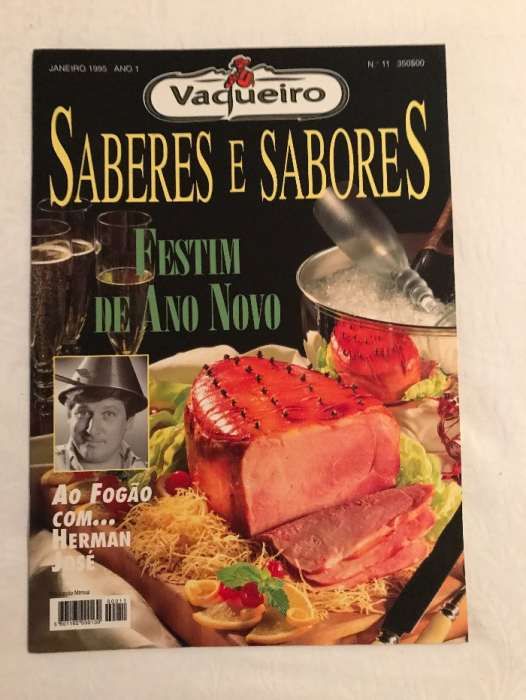 JANEIRO 1995 ANO 1
N.º 11 350$00
Vaqueiro
SABERES E SABORES
FESTIM
DE ANO NOVO
AO FOGÃO
COM...
HERMAN
JOSÉ
00011